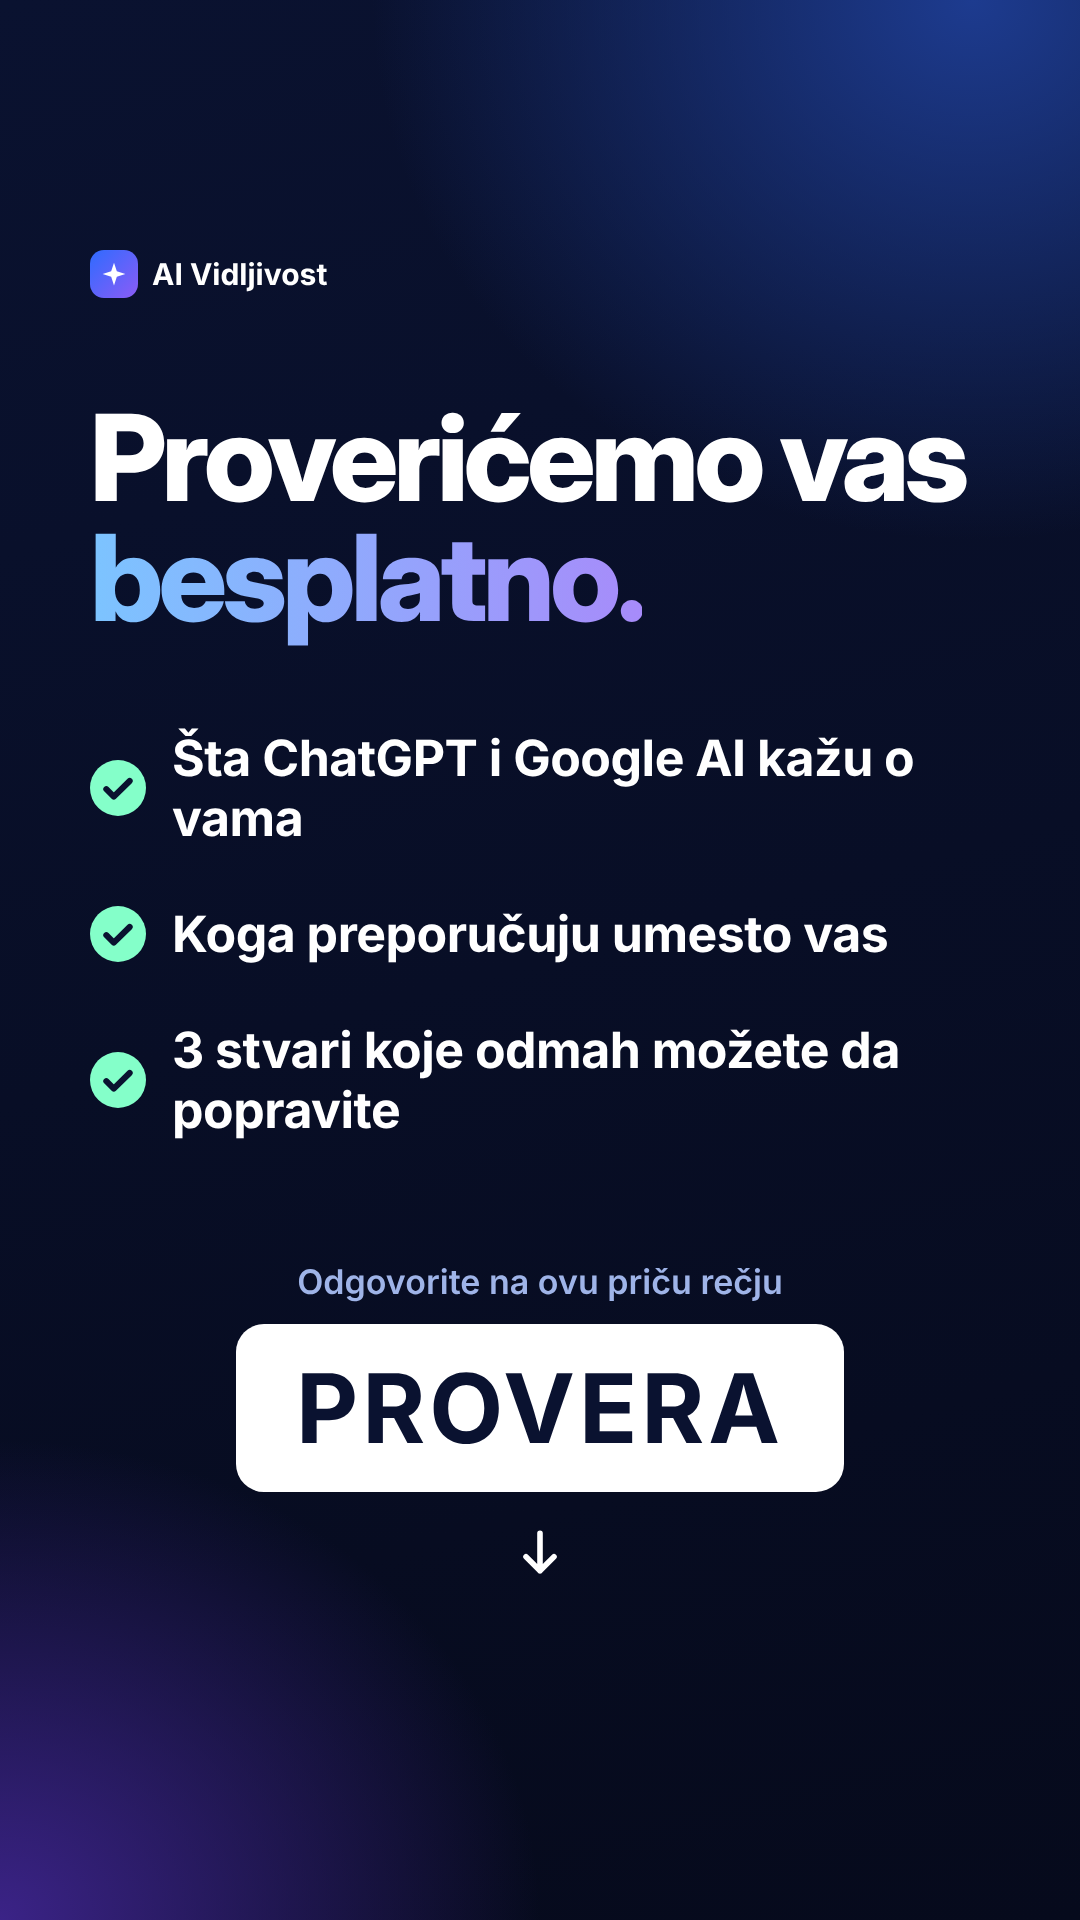 AI Vidljivost
Proverićemo vas
besplatno.
Šta ChatGPT i Google AI kažu o
vama
Koga preporučuju umesto vas
3 stvari koje odmah možete da
popravite
Odgovorite na ovu priču rečju
PROVERA